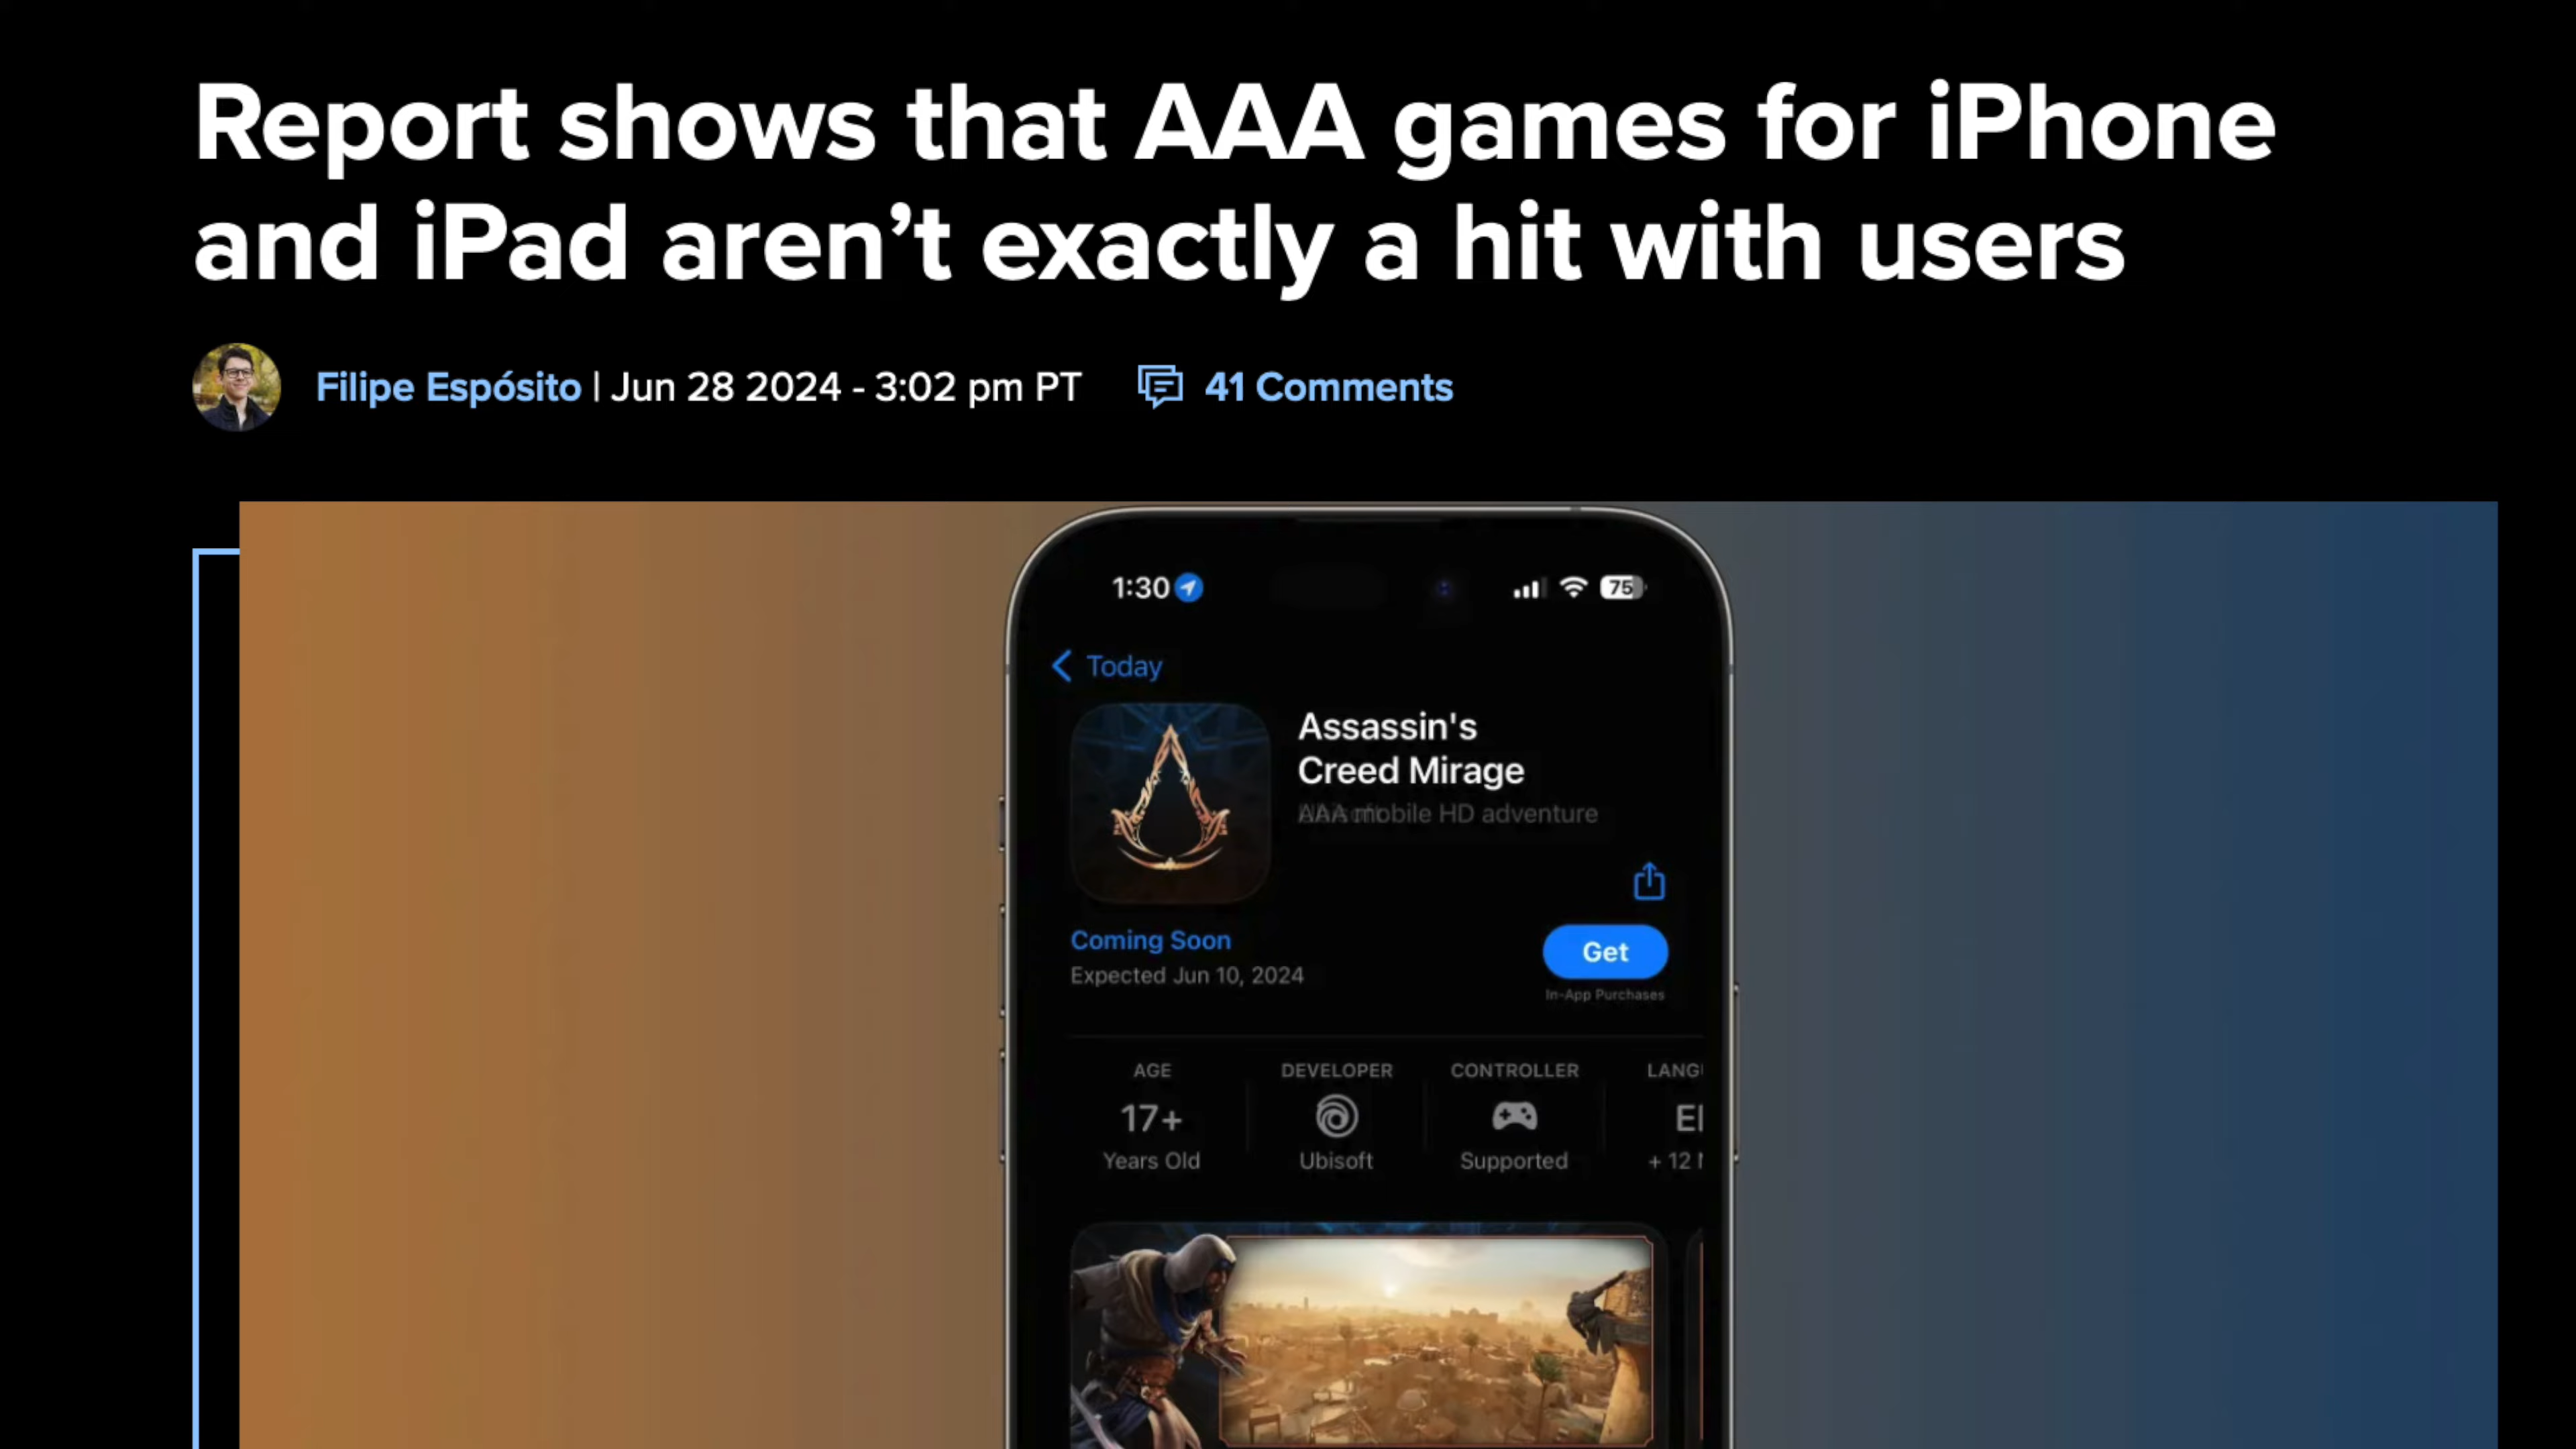 Report shows that AAA games for iPhone
and iPad aren’t exactly a hit with users
Filipe Espósito | Jun 28 2024 - 3:02 pm PT 41 Comments
1:30 75
Today
Assassin's
Creed Mirage
mobile HD adventure
Coming Soon
Get
Expected Jun 10, 2024
In-App Purchases
AGE DEVELOPER CONTROLLER
17+
Years Old Ubisoft Supported + 12